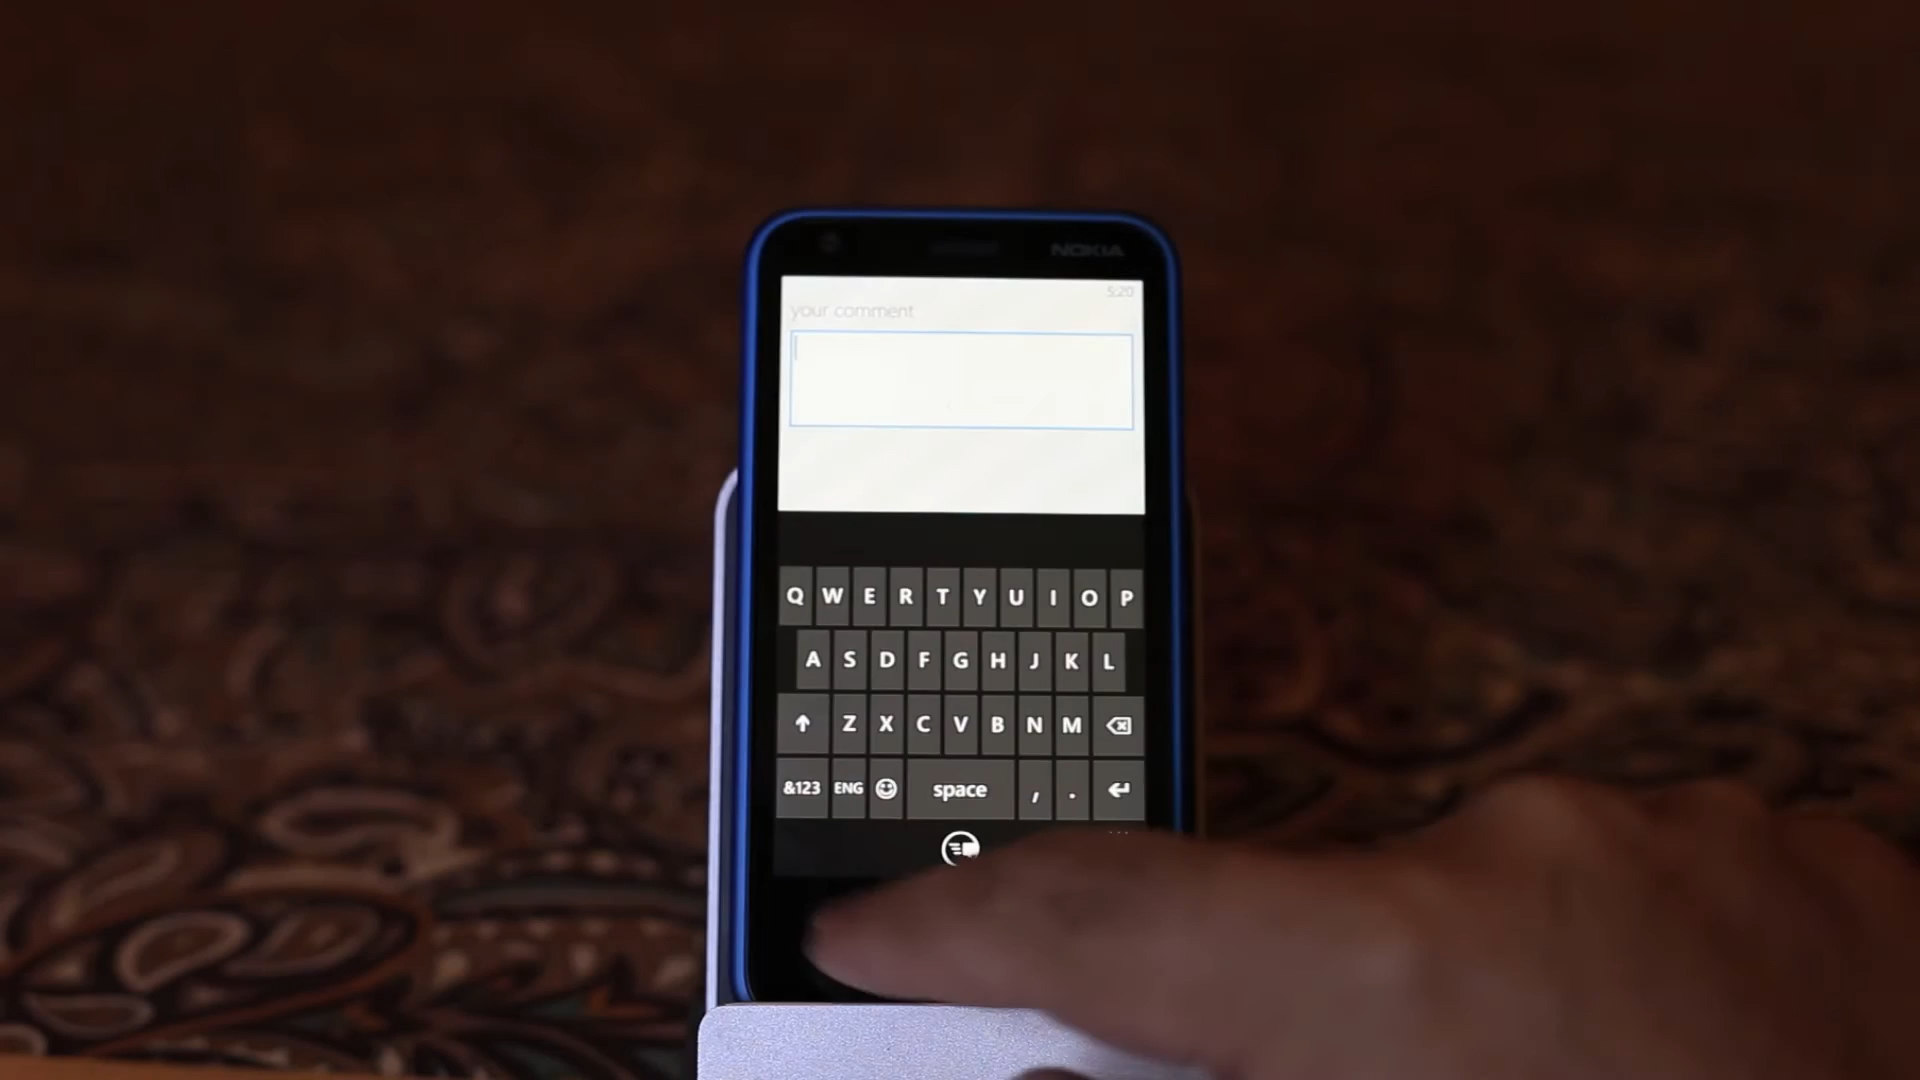 NOKIA
5:20
your comment
Q W E R T Y U I O P
A S D F G H J K L
Z X C V B N M
&123 ENG space , .